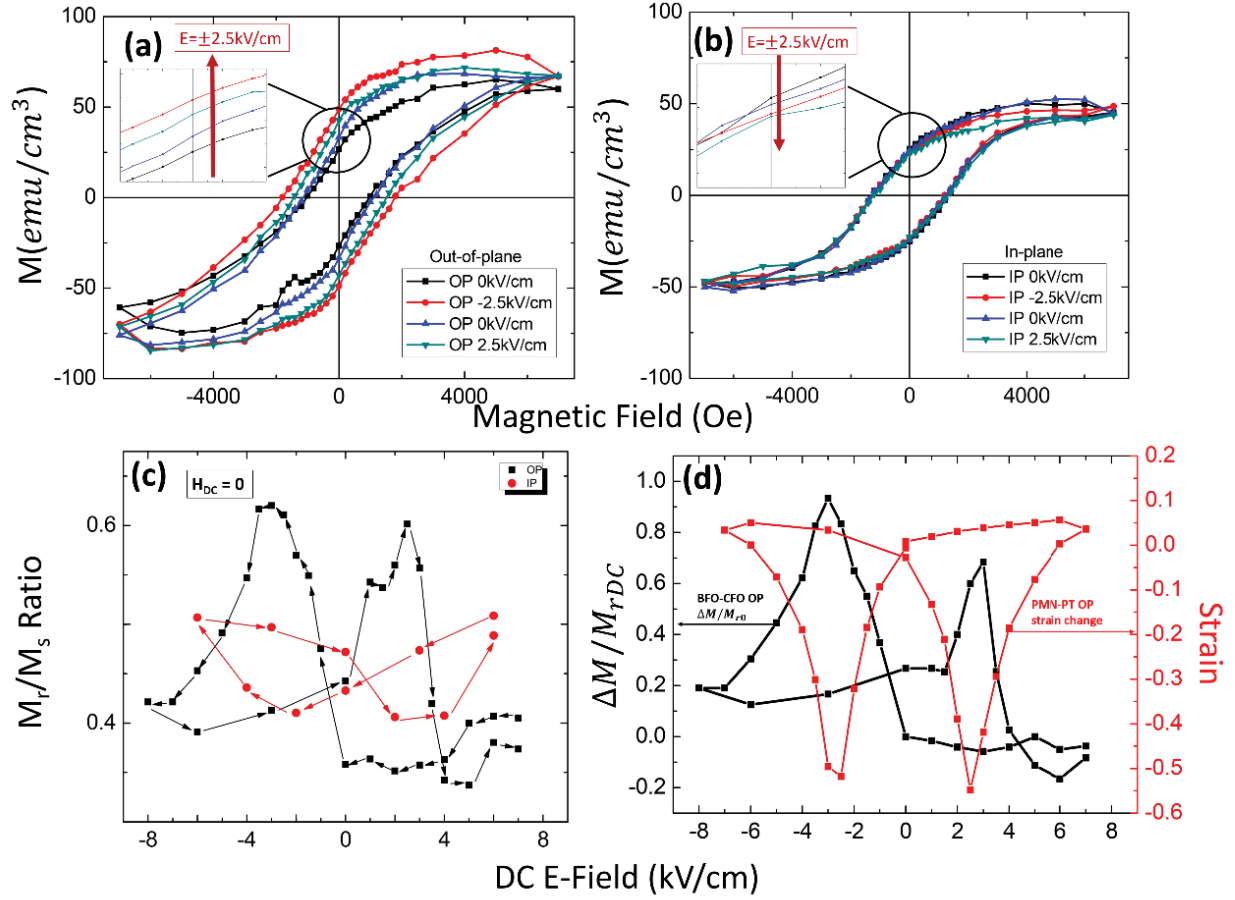 (a)
E=±2.5kV/cm
M(emu/cm³)
100
50
0
-50
-100
-4000
0
4000
Out-of-plane
OP 0kV/cm
OP -2.5kV/cm
OP 0kV/cm
OP 2.5kV/cm
(b)
E=±2.5kV/cm
M(emu/cm³)
100
50
0
-50
-100
-4000
0
4000
In-plane
IP 0kV/cm
IP -2.5kV/cm
IP 0kV/cm
IP 2.5kV/cm
Magnetic Field (Oe)
(c)
H_DC = 0
OP
IP
M_r/M_s Ratio
0.6
0.4
-8
-6
-4
-2
0
2
4
6
8
(d)
ΔM/M_rDC
1.0
0.8
0.6
0.4
0.2
0.0
-0.2
BFO-CFO OP
ΔM/M_r0
PMN-PT OP
strain change
0.2
0.1
0.0
-0.1
-0.2
-0.3
-0.4
-0.5
-0.6
Strain
-8
-6
-4
-2
0
2
4
6
8
DC E-Field (kV/cm)